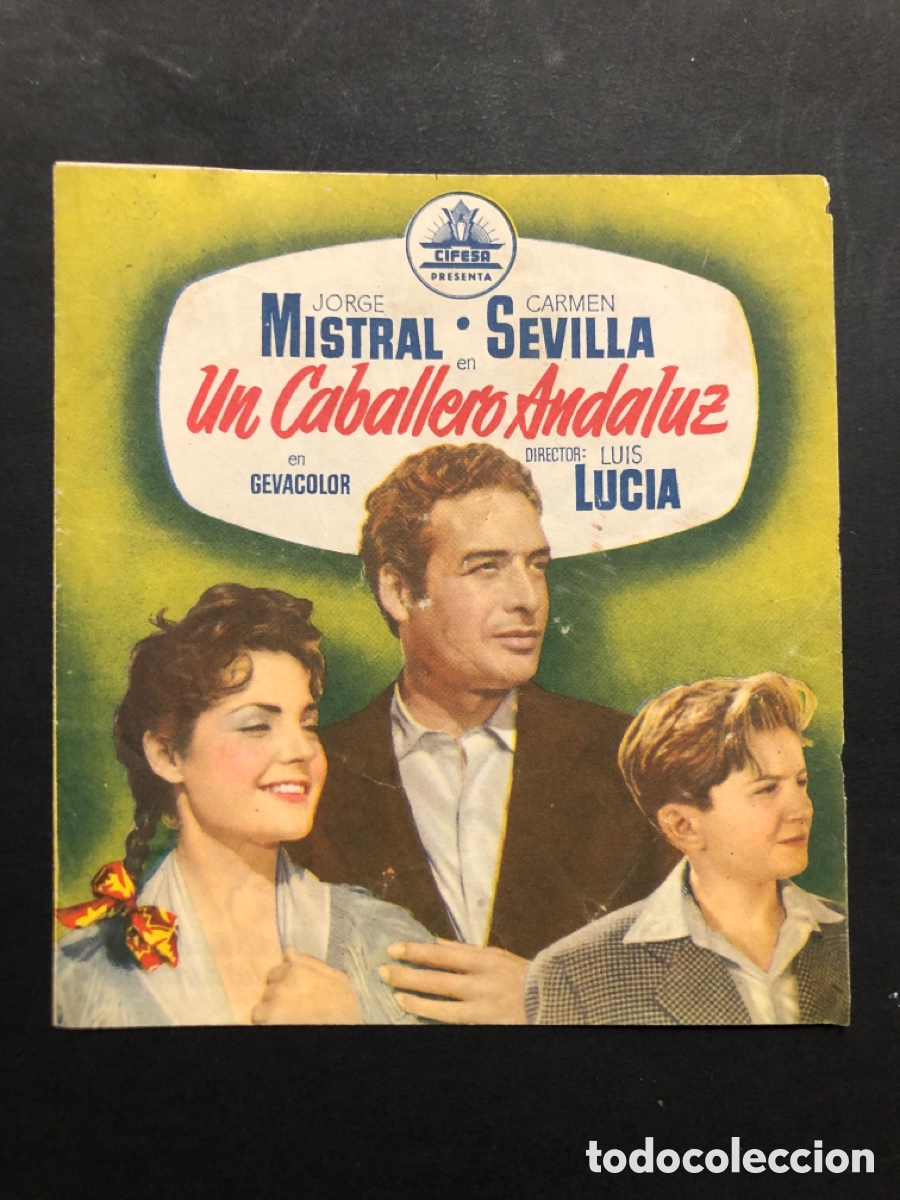 CIFESA
PRESENTA
JORGE CARMEN
MISTRAL • SEVILLA
en
Un Caballero Andaluz
en
GEVACOLOR
DIRECTOR: LUIS
LUCIA
todocoleccion